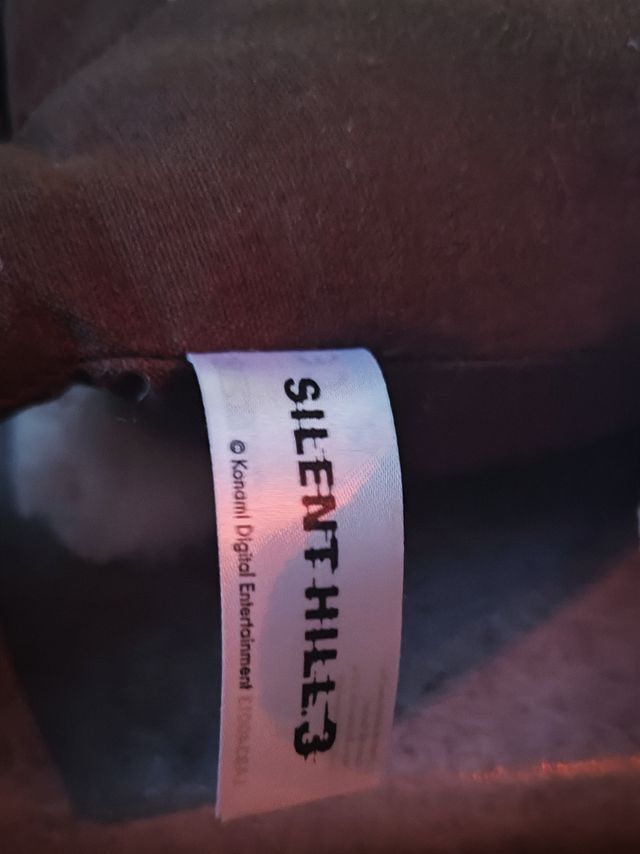 SILENT HILL 3
© Konami Digital Entertainment